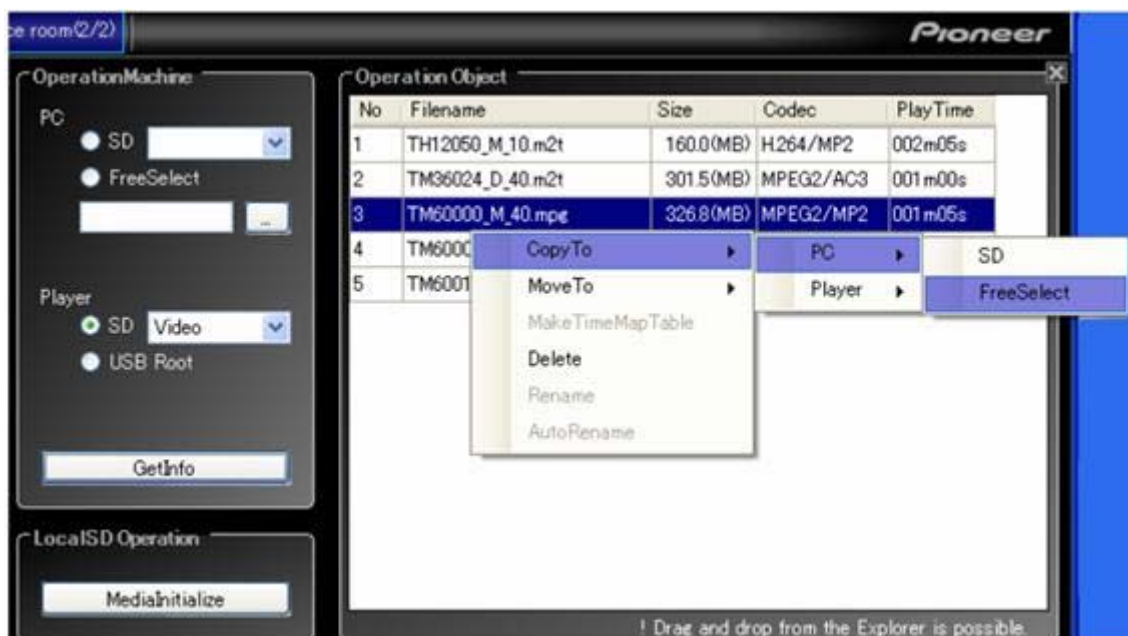 ce room(2/2)
Pioneer
OperationMachine
PC
SD
FreeSelect
...
Player
SD Video
USB Root
GetInfo
LocalSD Operation
MediaInitialize
Operation Object
No Filename Size Codec PlayTime
1 TH12050_M_10.m2t 160.0(MB) H.264/MP2 002m05s
2 TM36024_D_40.m2t 301.5(MB) MPEG2/AC3 001m00s
3 TM60000_M_40.mpg 326.8(MB) MPEG2/MP2 001m05s
4 TM6000
5 TM6001
CopyTo
MoveTo
MakeTimeMapTable
Delete
Rename
AutoRename
PC
Player
SD
FreeSelect
! Drag and drop from the Explorer is possible.